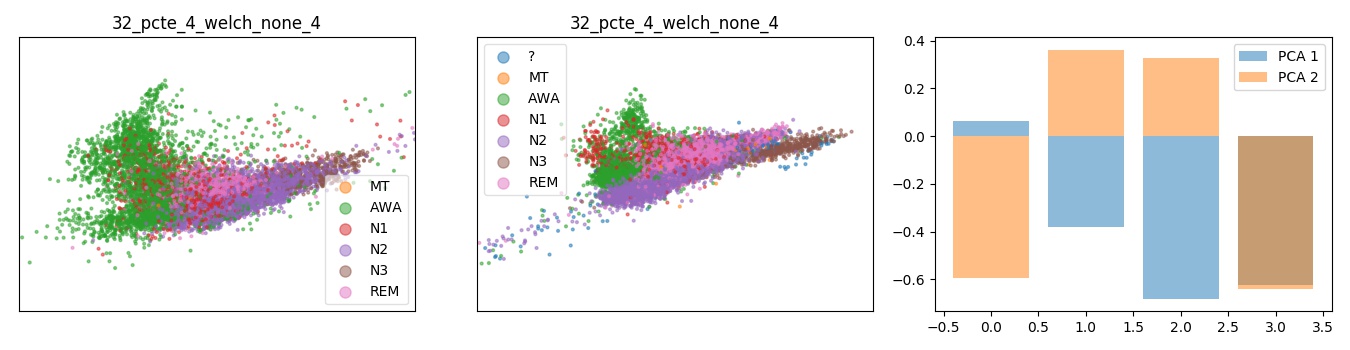 32_pcte_4_welch_none_4
MT
AWA
N1
N2
N3
REM
32_pcte_4_welch_none_4
?
MT
AWA
N1
N2
N3
REM
PCA 1
PCA 2
0.4
0.2
0.0
−0.2
−0.4
−0.6
−0.5 0.0 0.5 1.0 1.5 2.0 2.5 3.0 3.5